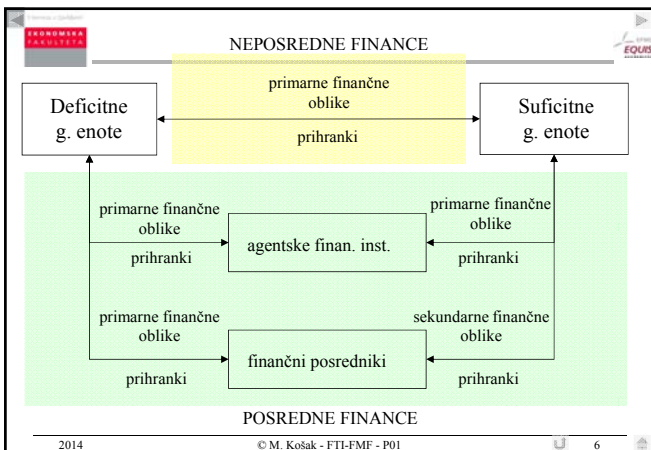 EKONOMSKA
FAKULTETA
NEPOSREDNE FINANCE
EQUIS
primarne finančne
oblike
Deficitne
g. enote
Suficitne
g. enote
prihranki
primarne finančne
oblike
primarne finančne
oblike
agentske finan. inst.
prihranki
prihranki
primarne finančne
oblike
sekundarne finančne
oblike
finančni posredniki
prihranki
prihranki
POSREDNE FINANCE
2014
© M. Košak - FTI-FMF - P01
6